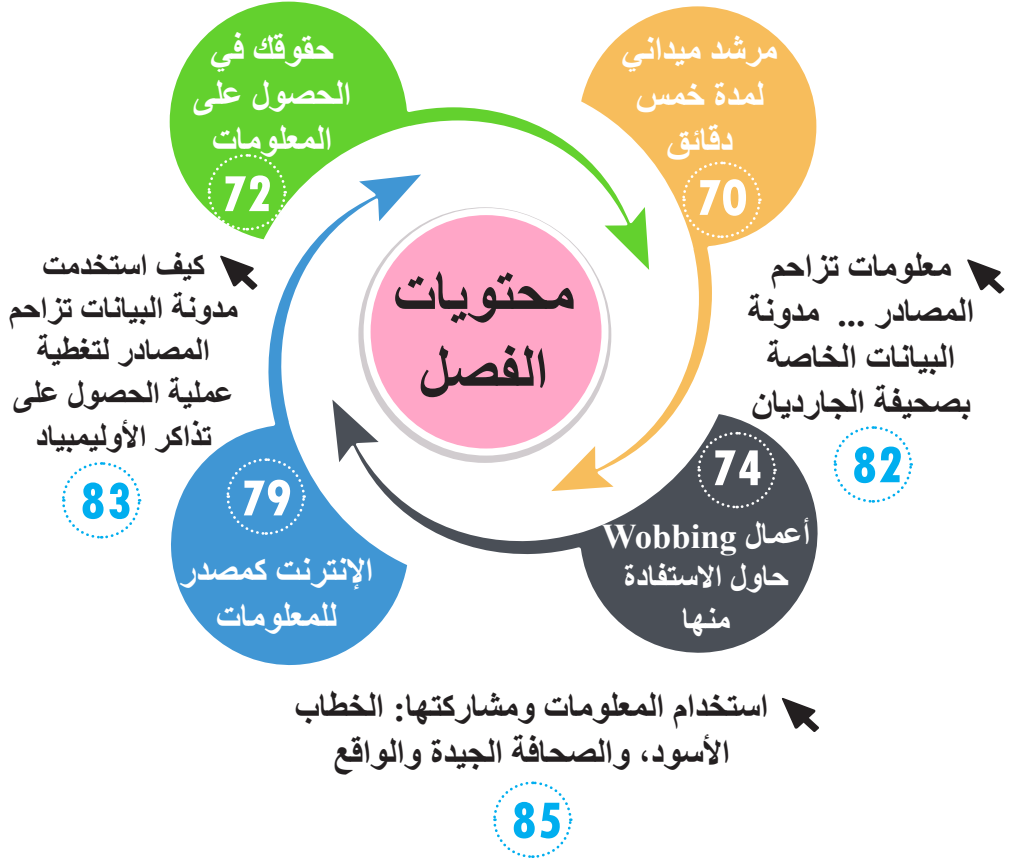 مرشد ميداني
لمدة خمس
دقائق
70
حقوقك في
الحصول على
المعلومات
72
محتويات
الفصل
معلومات تزاحم
المصادر ... مدونة
البيانات الخاصة
بصحيفة الجارديان
82
كيف استخدمت
مدونة البيانات تزاحم
المصادر لتغطية
عملية الحصول على
تذاكر الأوليمبياد
83
74
أعمال Wobbing
حاول الاستفادة
منها
79
الإنترنت كمصدر
للمعلومات
استخدام المعلومات ومشاركتها: الخطاب
الأسود، والصحافة الجيدة والواقع
85